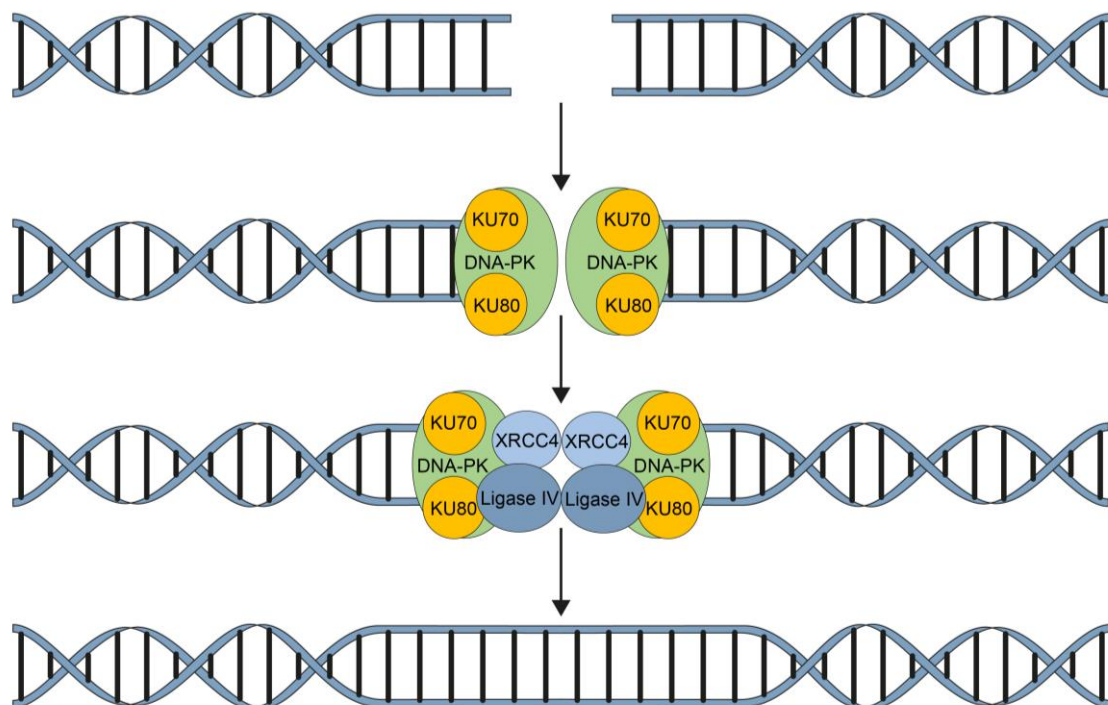 KU70 KU70
DNA-PK DNA-PK
KU80 KU80
KU70 KU70
XRCC4 XRCC4
DNA-PK DNA-PK
Ligase IV Ligase IV
KU80 KU80